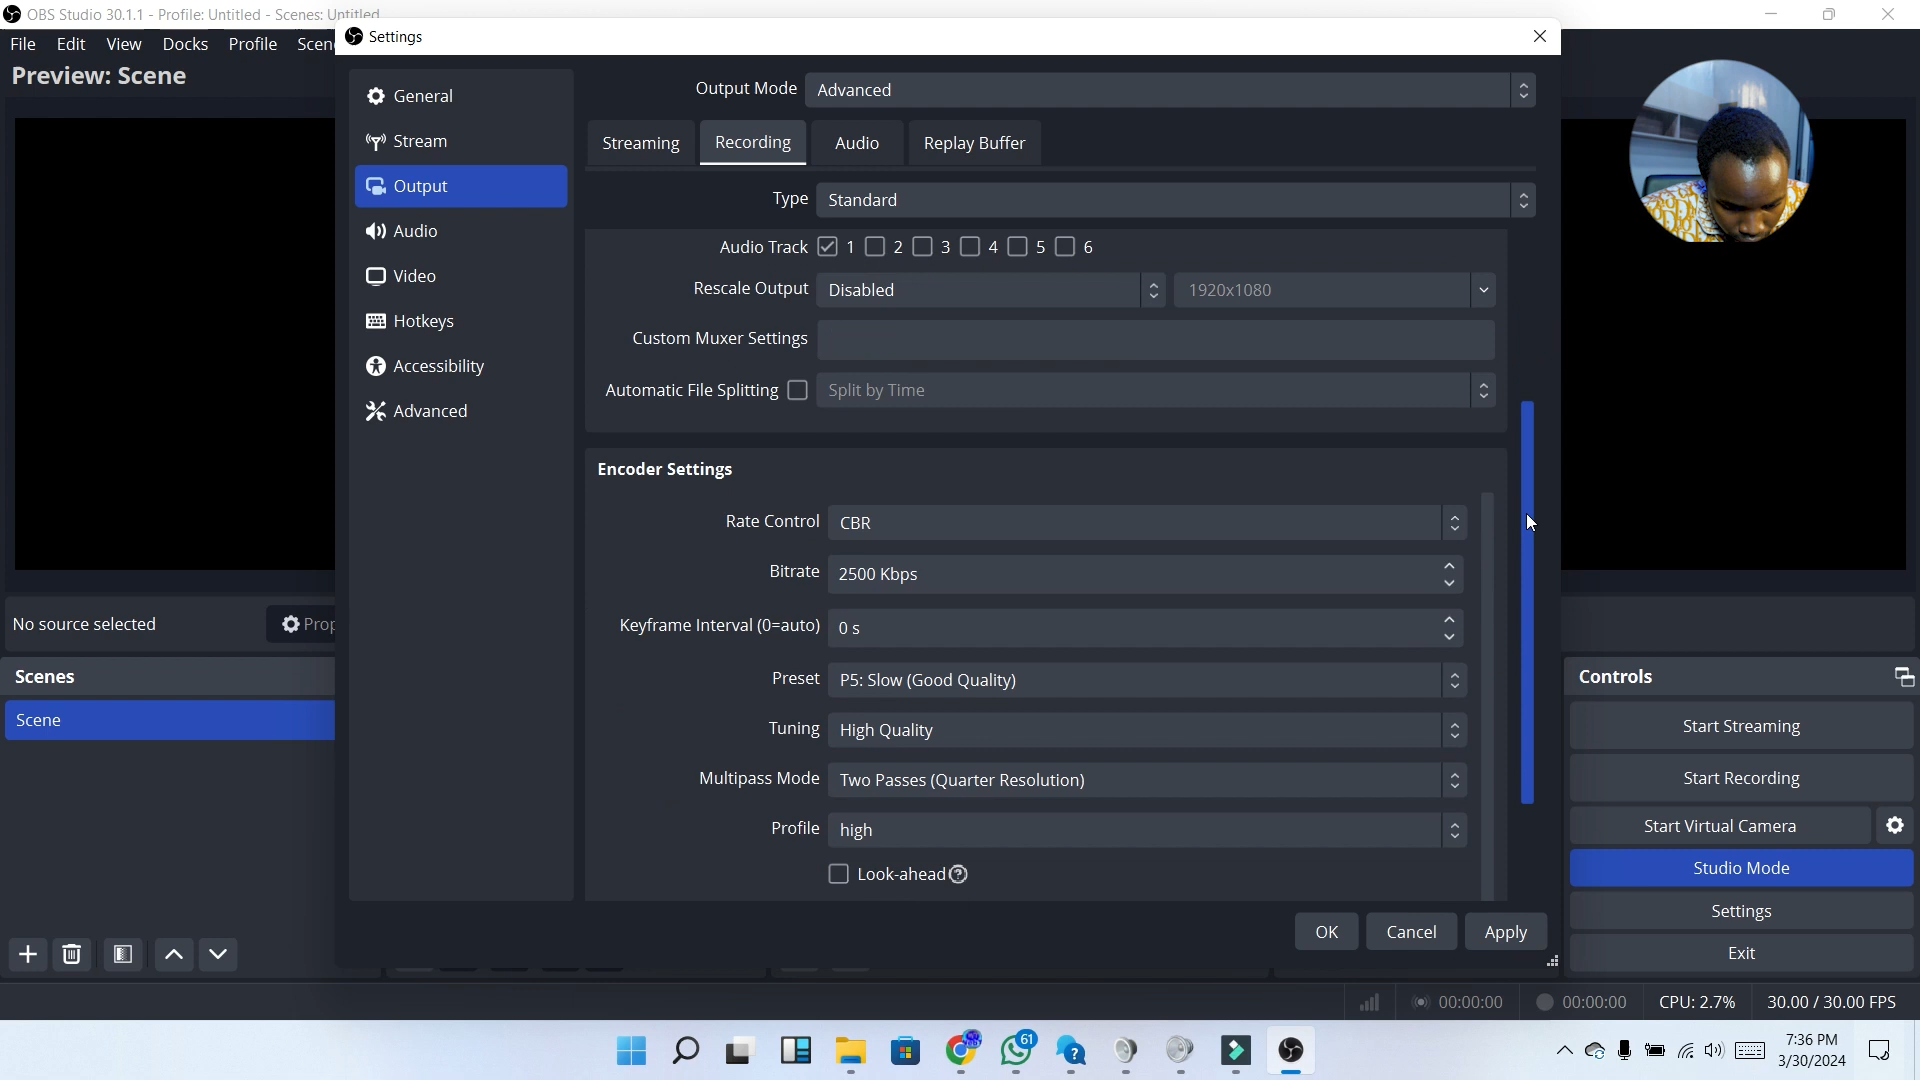 OBS Studio 30.1.1 - Profile: Untitled - Scenes: Untitled
File Edit View Docks Profile Scen
Preview: Scene
Settings
General
Stream
Output
Audio
Video
Hotkeys
Accessibility
Advanced
Output Mode Advanced
Streaming Recording Audio Replay Buffer
Type Standard
Audio Track 1 2 3 4 5 6
Rescale Output Disabled 1920x1080
Custom Muxer Settings
Automatic File Splitting Split by Time
Encoder Settings
Rate Control CBR
Bitrate 2500 Kbps
Keyframe Interval (0=auto) 0 s
Preset P5: Slow (Good Quality)
Tuning High Quality
Multipass Mode Two Passes (Quarter Resolution)
Profile high
Look-ahead
OK Cancel Apply
No source selected Prop
Scenes
Scene
Controls
Start Streaming
Start Recording
Start Virtual Camera
Studio Mode
Settings
Exit
00:00:00 00:00:00 CPU: 2.7% 30.00 / 30.00 FPS
61
7:36 PM
3/30/2024